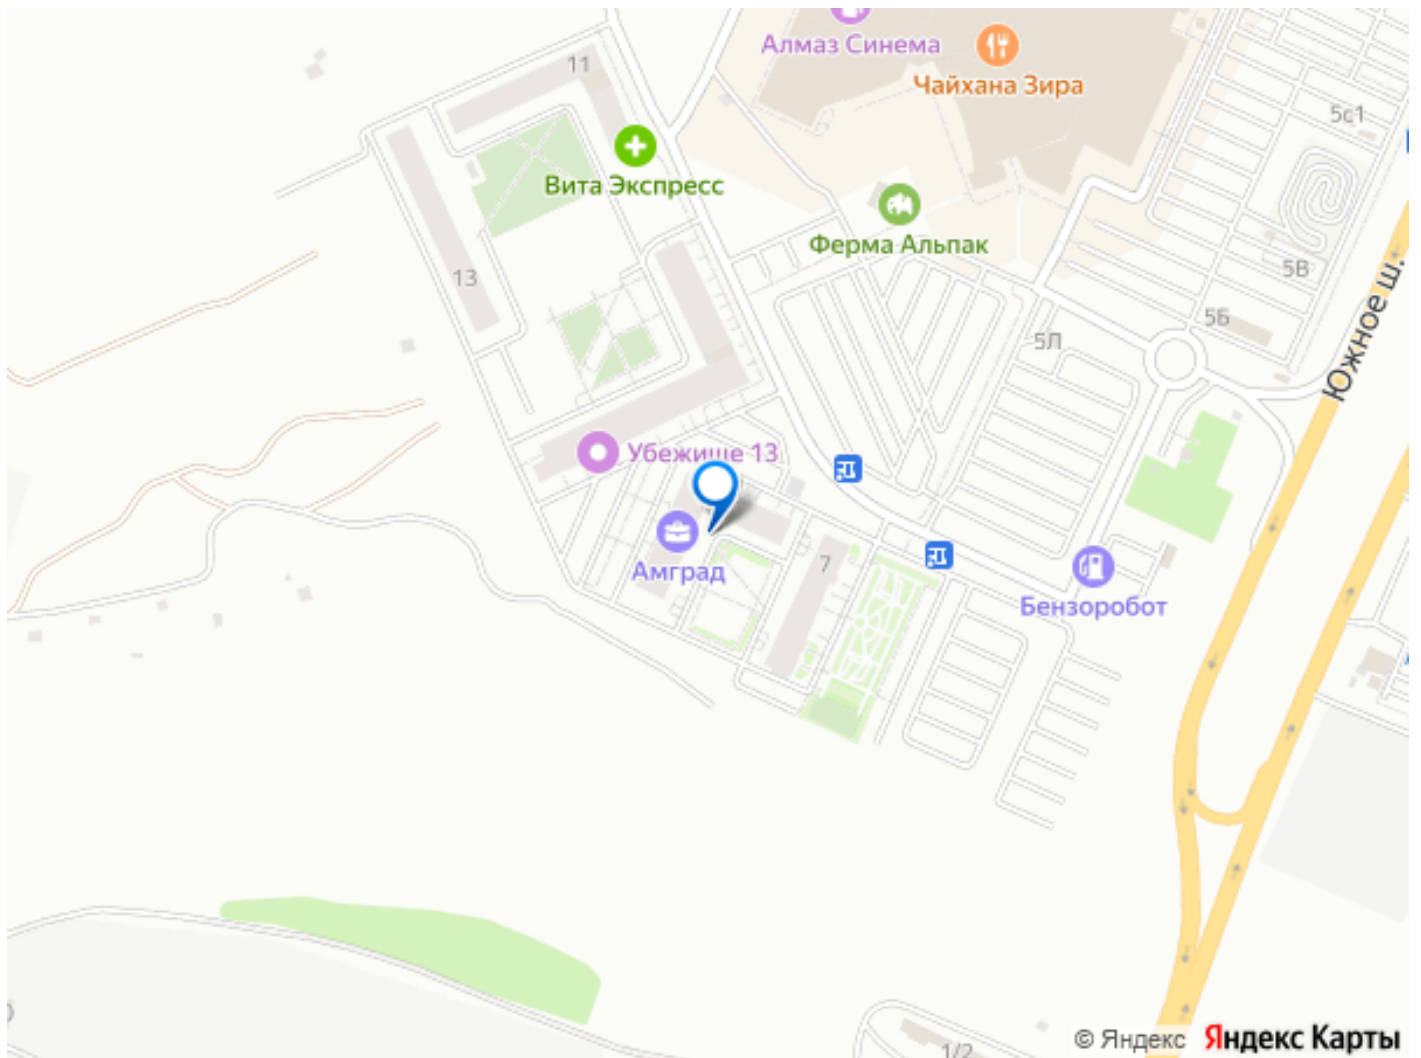 Алмаз Синема
Чайхана Зира
11
5с1
Вита Экспресс
Ферма Альпак
13
5В
5Б
5Л
Южное ш.
Убежище 13
Амград
7
Бензоробот
1/2
© Яндекс Яндекс Карты